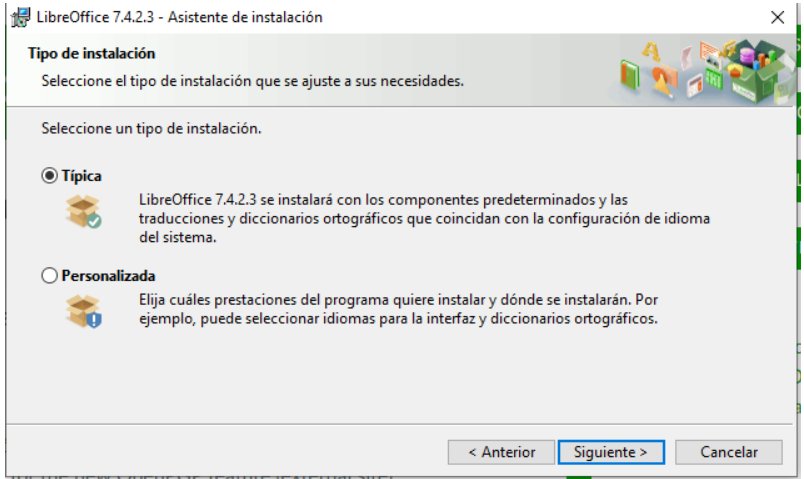 LibreOffice 7.4.2.3 - Asistente de instalación
Tipo de instalación
Seleccione el tipo de instalación que se ajuste a sus necesidades.
Seleccione un tipo de instalación.
Típica
LibreOffice 7.4.2.3 se instalará con los componentes predeterminados y las
traducciones y diccionarios ortográficos que coincidan con la configuración de idioma
del sistema.
Personalizada
Elija cuáles prestaciones del programa quiere instalar y dónde se instalarán. Por
ejemplo, puede seleccionar idiomas para la interfaz y diccionarios ortográficos.
< Anterior
Siguiente >
Cancelar